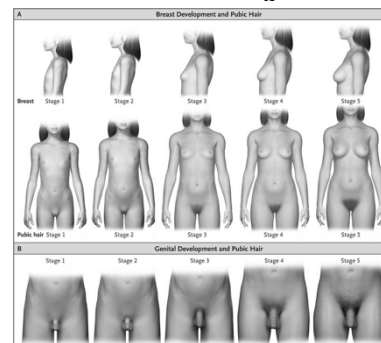 A Breast Development and Pubic Hair
Breast Stage 1 Stage 2 Stage 3 Stage 4 Stage 5
Pubic hair Stage 1 Stage 2 Stage 3 Stage 4 Stage 5
B Genital Development and Pubic Hair
Stage 1 Stage 2 Stage 3 Stage 4 Stage 5